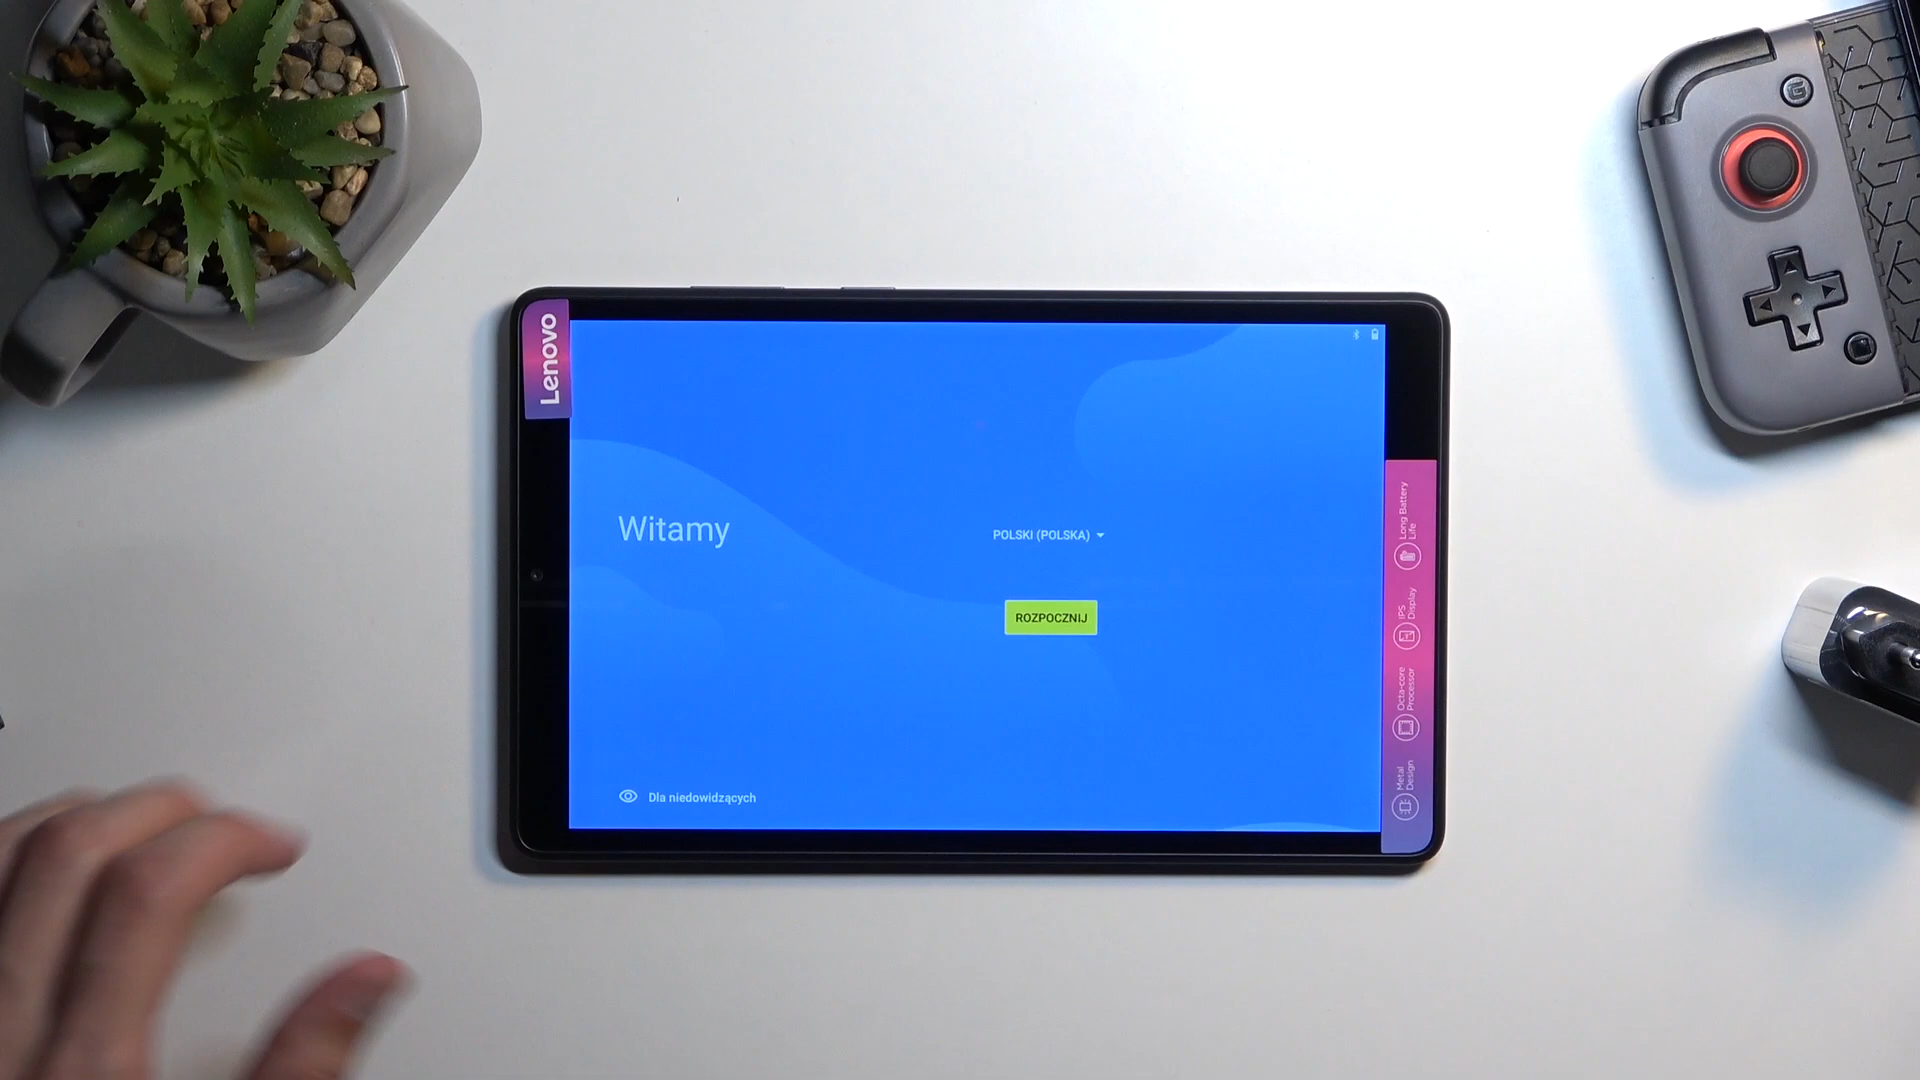 Lenovo
Witamy
POLSKI (POLSKA)
ROZPOCZNIJ
Dla niedowidzących
Long Battery
Life
IPS
Display
Octa-core
Processor
Metal
Design